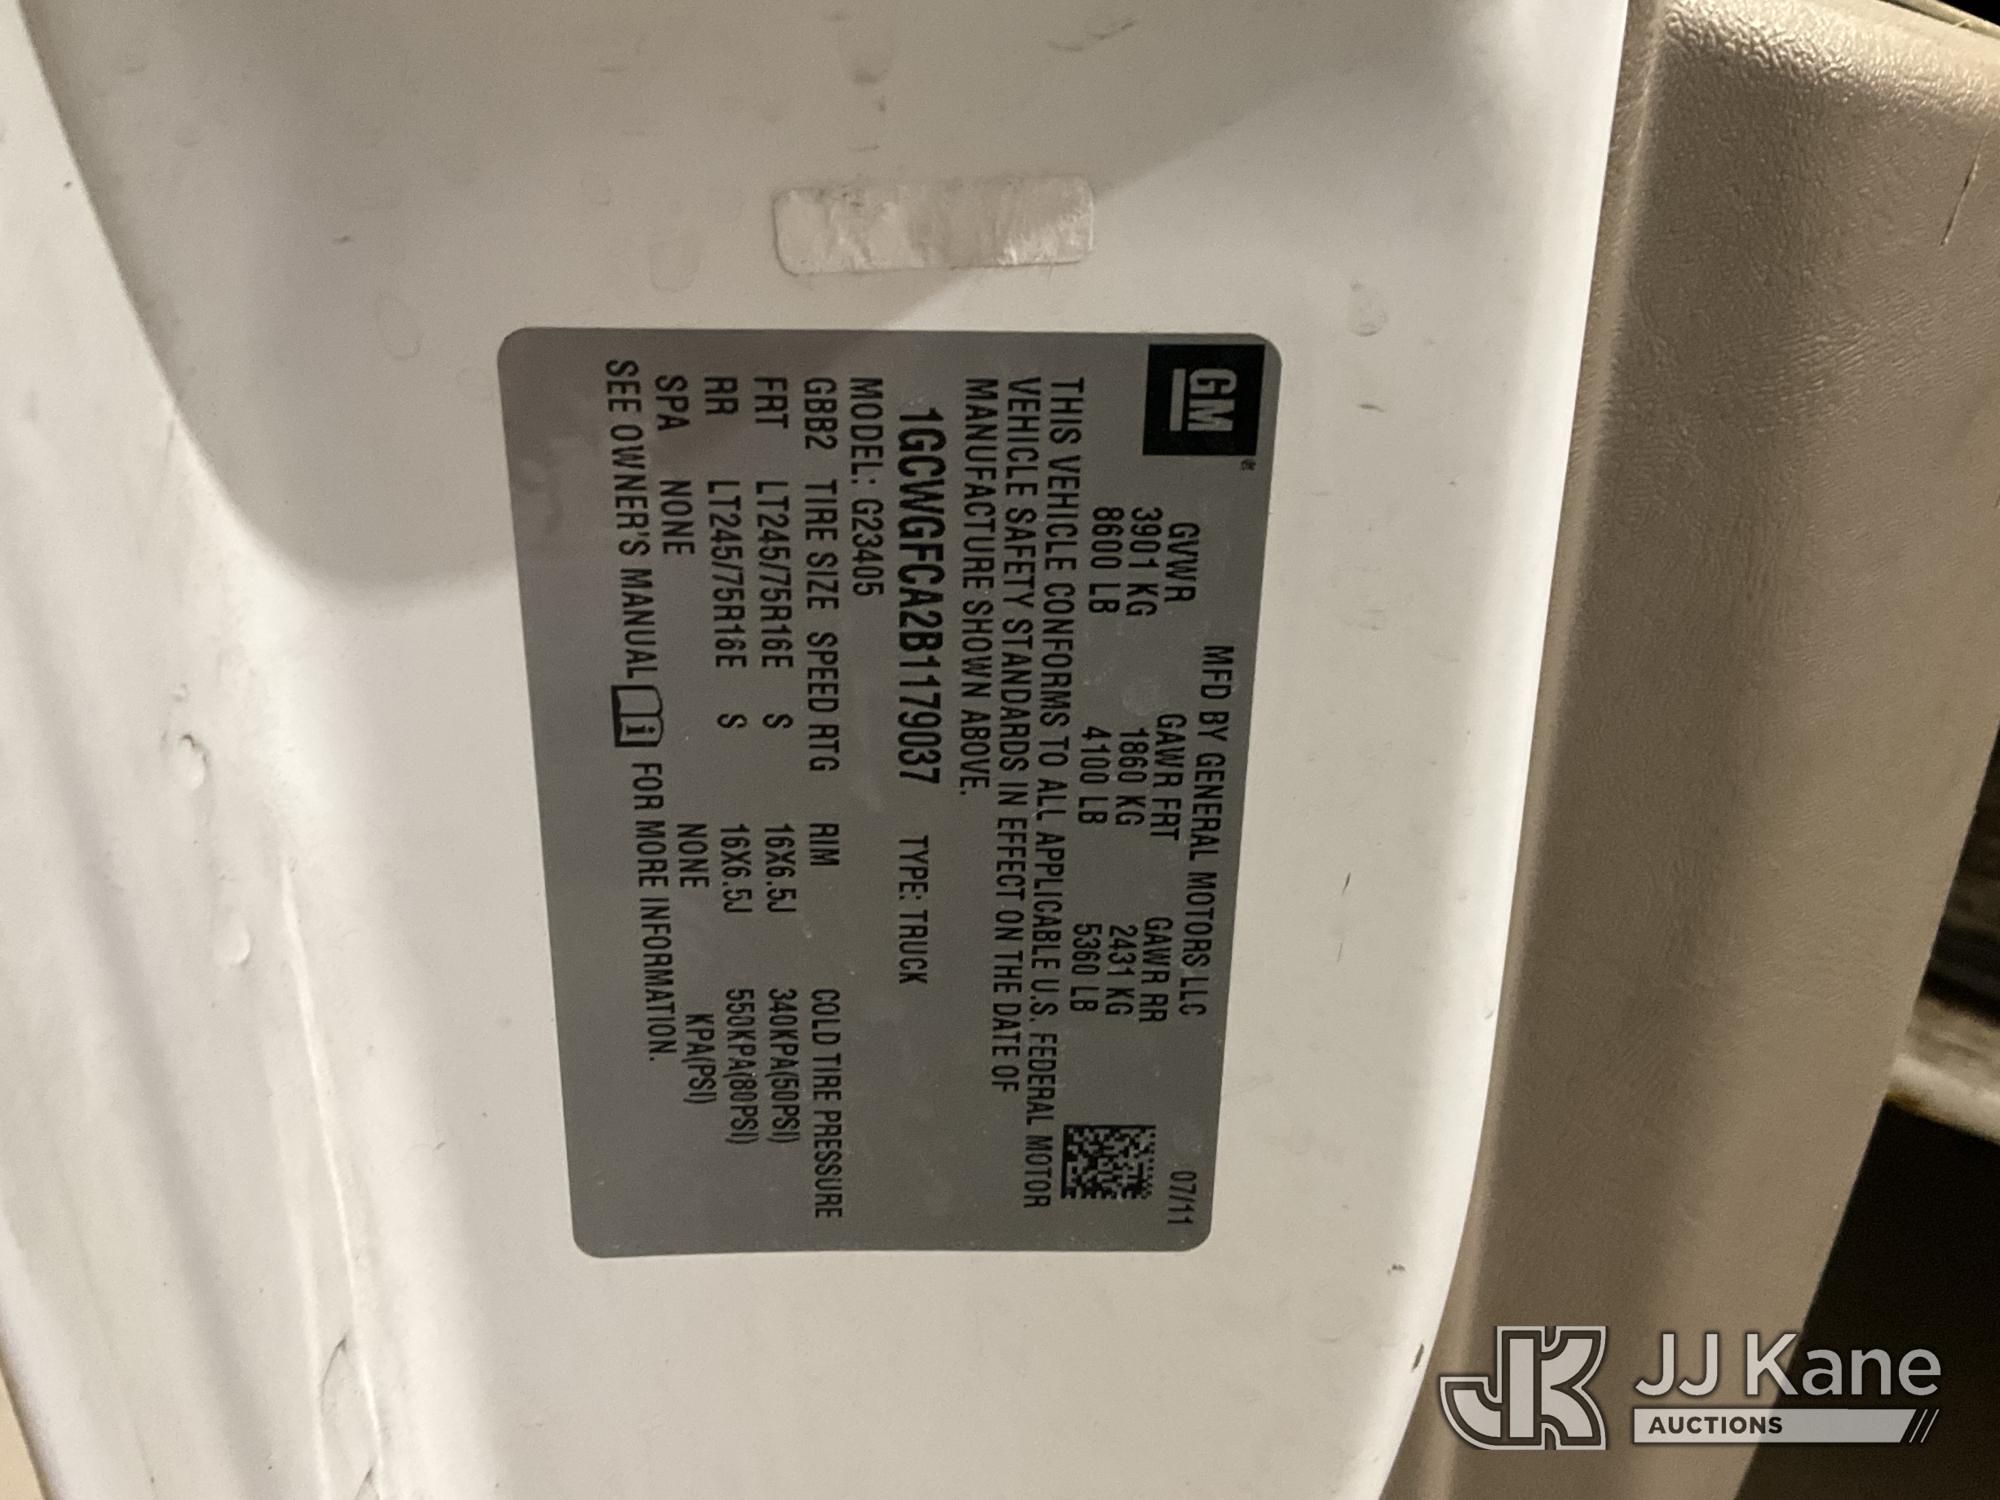 GM
MFD BY GENERAL MOTORS LLC 07/11
GVWR GAWR FRT GAWR RR
3901 KG 1860 KG 2431 KG
8600 LB 4100 LB 5360 LB
THIS VEHICLE CONFORMS TO ALL APPLICABLE U.S. FEDERAL MOTOR
VEHICLE SAFETY STANDARDS IN EFFECT ON THE DATE OF
MANUFACTURE SHOWN ABOVE.
1GCWGFCA2B1179037 TYPE: TRUCK
MODEL: G23405
GBB2 TIRE SIZE SPEED RTG RIM COLD TIRE PRESSURE
FRT LT245/75R16E S 16X6.5J 340KPA(50PSI)
RR LT245/75R16E S 16X6.5J 550KPA(80PSI)
SPA NONE NONE KPA(PSI)
SEE OWNER'S MANUAL i FOR MORE INFORMATION.
JK JJ Kane
AUCTIONS